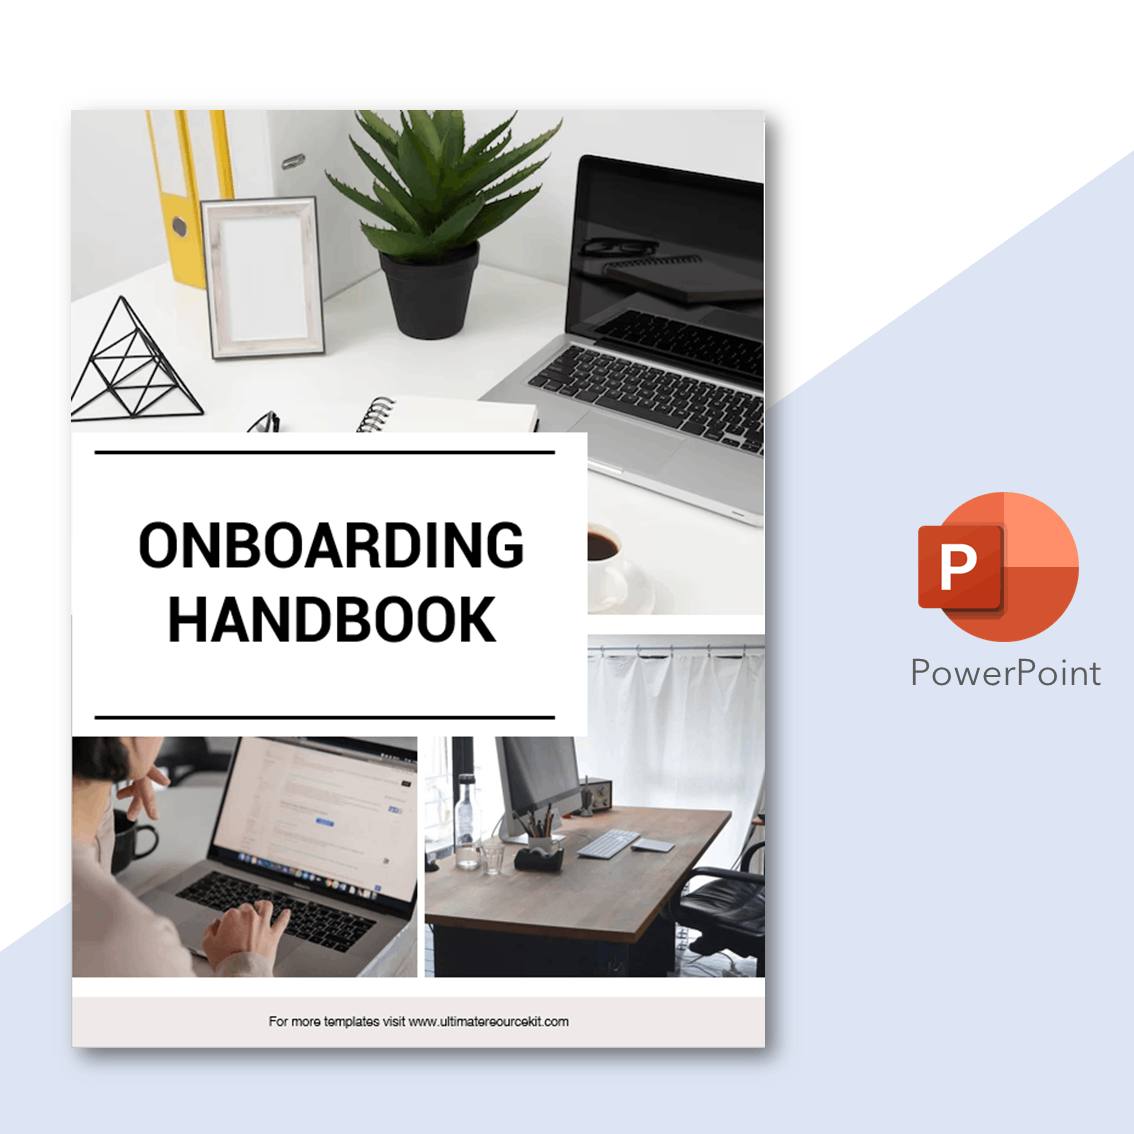 ONBOARDING
HANDBOOK
For more templates visit www.ultimatereourcekit.com
P
PowerPoint